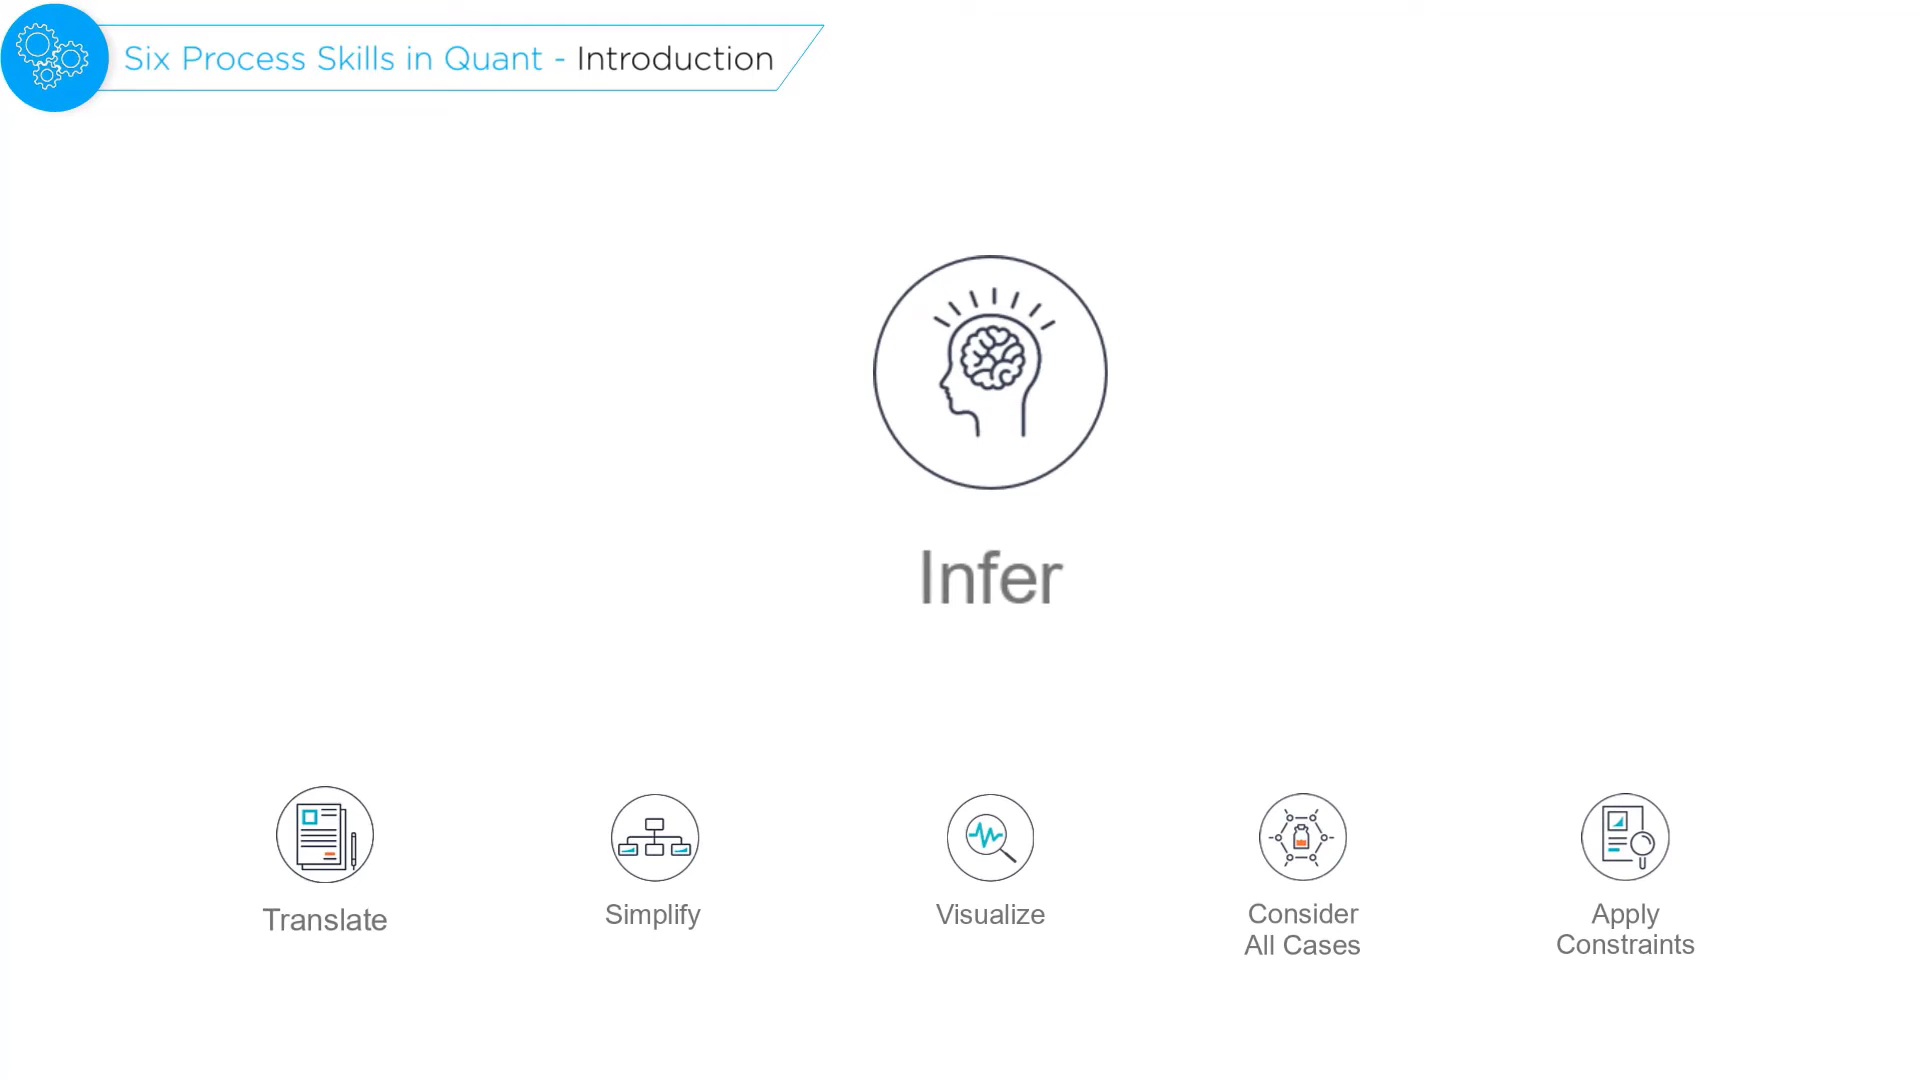 Six Process Skills in Quant - Introduction
Infer
Translate
Simplify
Visualize
Consider
All Cases
Apply
Constraints